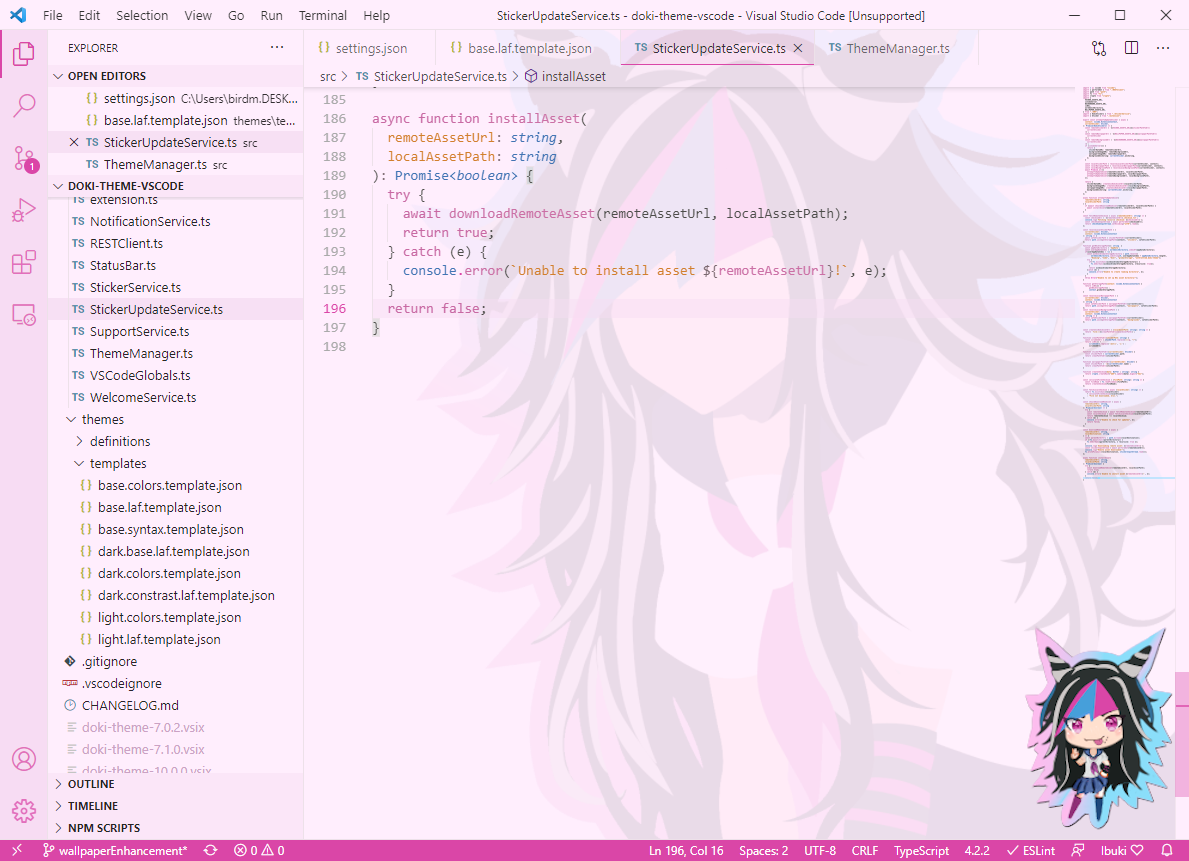 File Edit Selection View Go Run Terminal Help StickerUpdateService.ts - doki-theme-vscode - Visual Studio Code [Unsupported]
EXPLORER ···
OPEN EDITORS
{} settings.json C:\Users\birdm.DESK...
{} base.laf.template.json themes\te...
TS StickerUpdateService.ts src
TS ThemeManager.ts src
1
DOKI-THEME-VSCODE
TS extension.ts
TS NotificationService.ts
TS RESTClient.ts
TS StatusBar.ts
TS StickerService.ts
TS StickerUpdateService.ts
TS SupportService.ts
TS ThemeManager.ts
TS VSCodeGlobals.ts
TS WelcomeService.ts
themes
definitions
templates
{} base.colors.template.json
{} base.laf.template.json
{} base.syntax.template.json
{} dark.base.laf.template.json
{} dark.colors.template.json
{} dark.constrast.laf.template.json
{} light.colors.template.json
{} light.laf.template.json
.gitignore
npm .vscodeignore
CHANGELOG.md
doki-theme-7.0.2.vsix
doki-theme-7.1.0.vsix
doki-theme-10.0.0.vsix
OUTLINE
TIMELINE
NPM SCRIPTS
{} settings.json {} base.laf.template.json TS StickerUpdateService.ts TS ThemeManager.ts ···
src > TS StickerUpdateService.ts > installAsset
185
186 async function installAsset(
187 remoteAssetUrl: string,
188 localAssetPath: string
189 ): Promise<boolean> {
190 try {
191 await downloadRemoteAsset(remoteAssetUrl, localAssetPath);
192 return true;
193 } catch (e) {
194 console.error(`Unable to install asset ${remoteAssetUrl}!`, e);
195 }
196 return false;
197 }
198
wallpaperEnhancement* 0 0 Ln 196, Col 16 Spaces: 2 UTF-8 CRLF TypeScript 4.2.2 ESLint Ibuki ♡